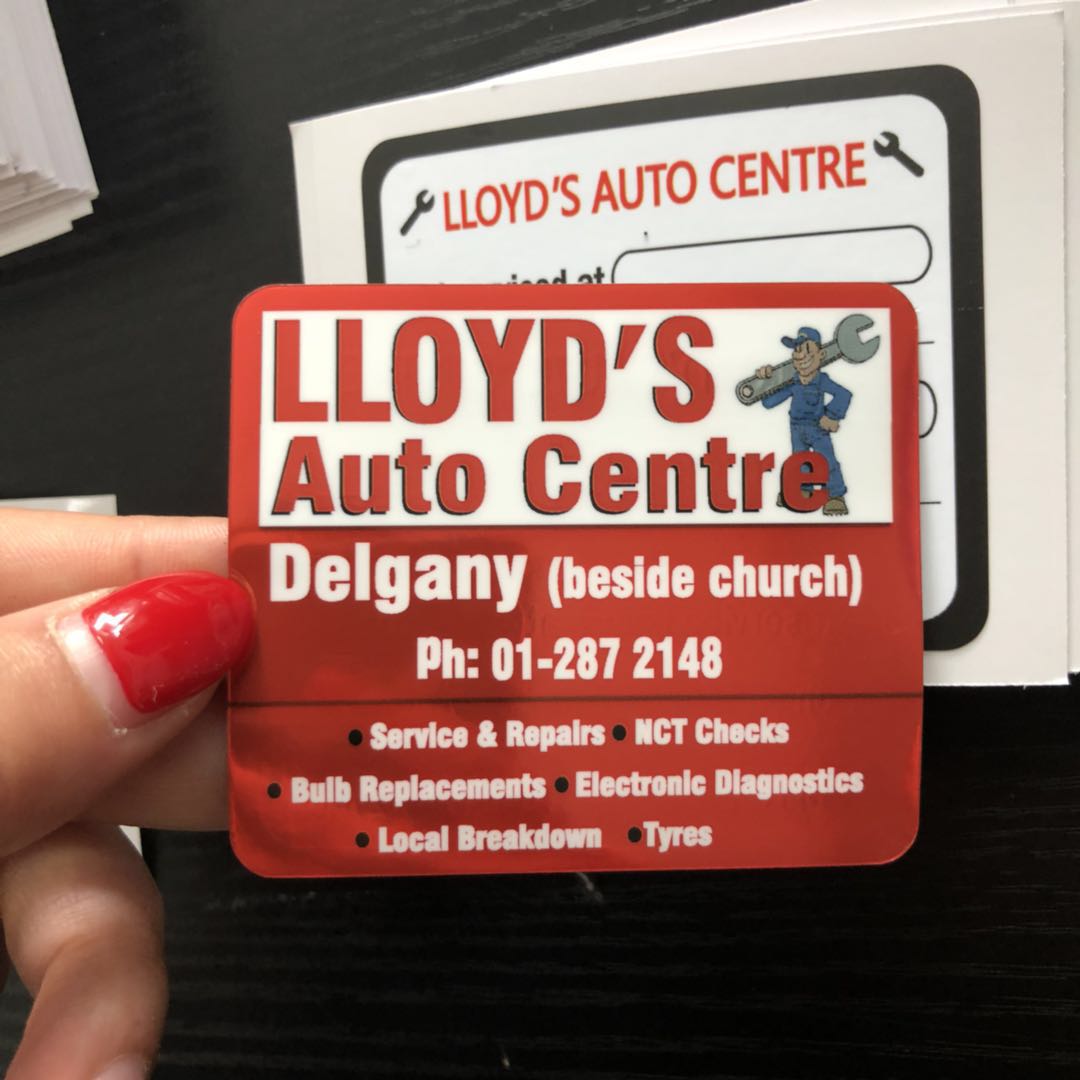 LLOYD'S AUTO CENTRE
at
LLOYD'S
Auto Centre
Delgany (beside church)
Ph: 01-287 2148
• Service & Repairs • NCT Checks
• Bulb Replacements • Electronic Diagnostics
• Local Breakdown • Tyres